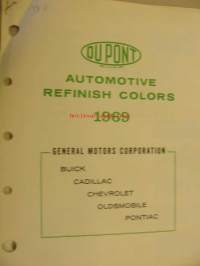 DU PONT
AUTOMOTIVE
REFINISH COLORS
1969
GENERAL MOTORS CORPORATION
BUICK
CADILLAC
CHEVROLET
OLDSMOBILE
PONTIAC